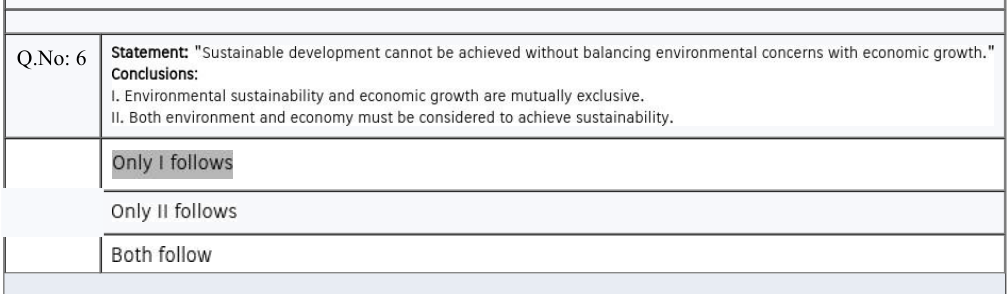 Q.No: 6
Statement: "Sustainable development cannot be achieved without balancing environmental concerns with economic growth."
Conclusions:
I. Environmental sustainability and economic growth are mutually exclusive.
II. Both environment and economy must be considered to achieve sustainability.
Only I follows
Only II follows
Both follow